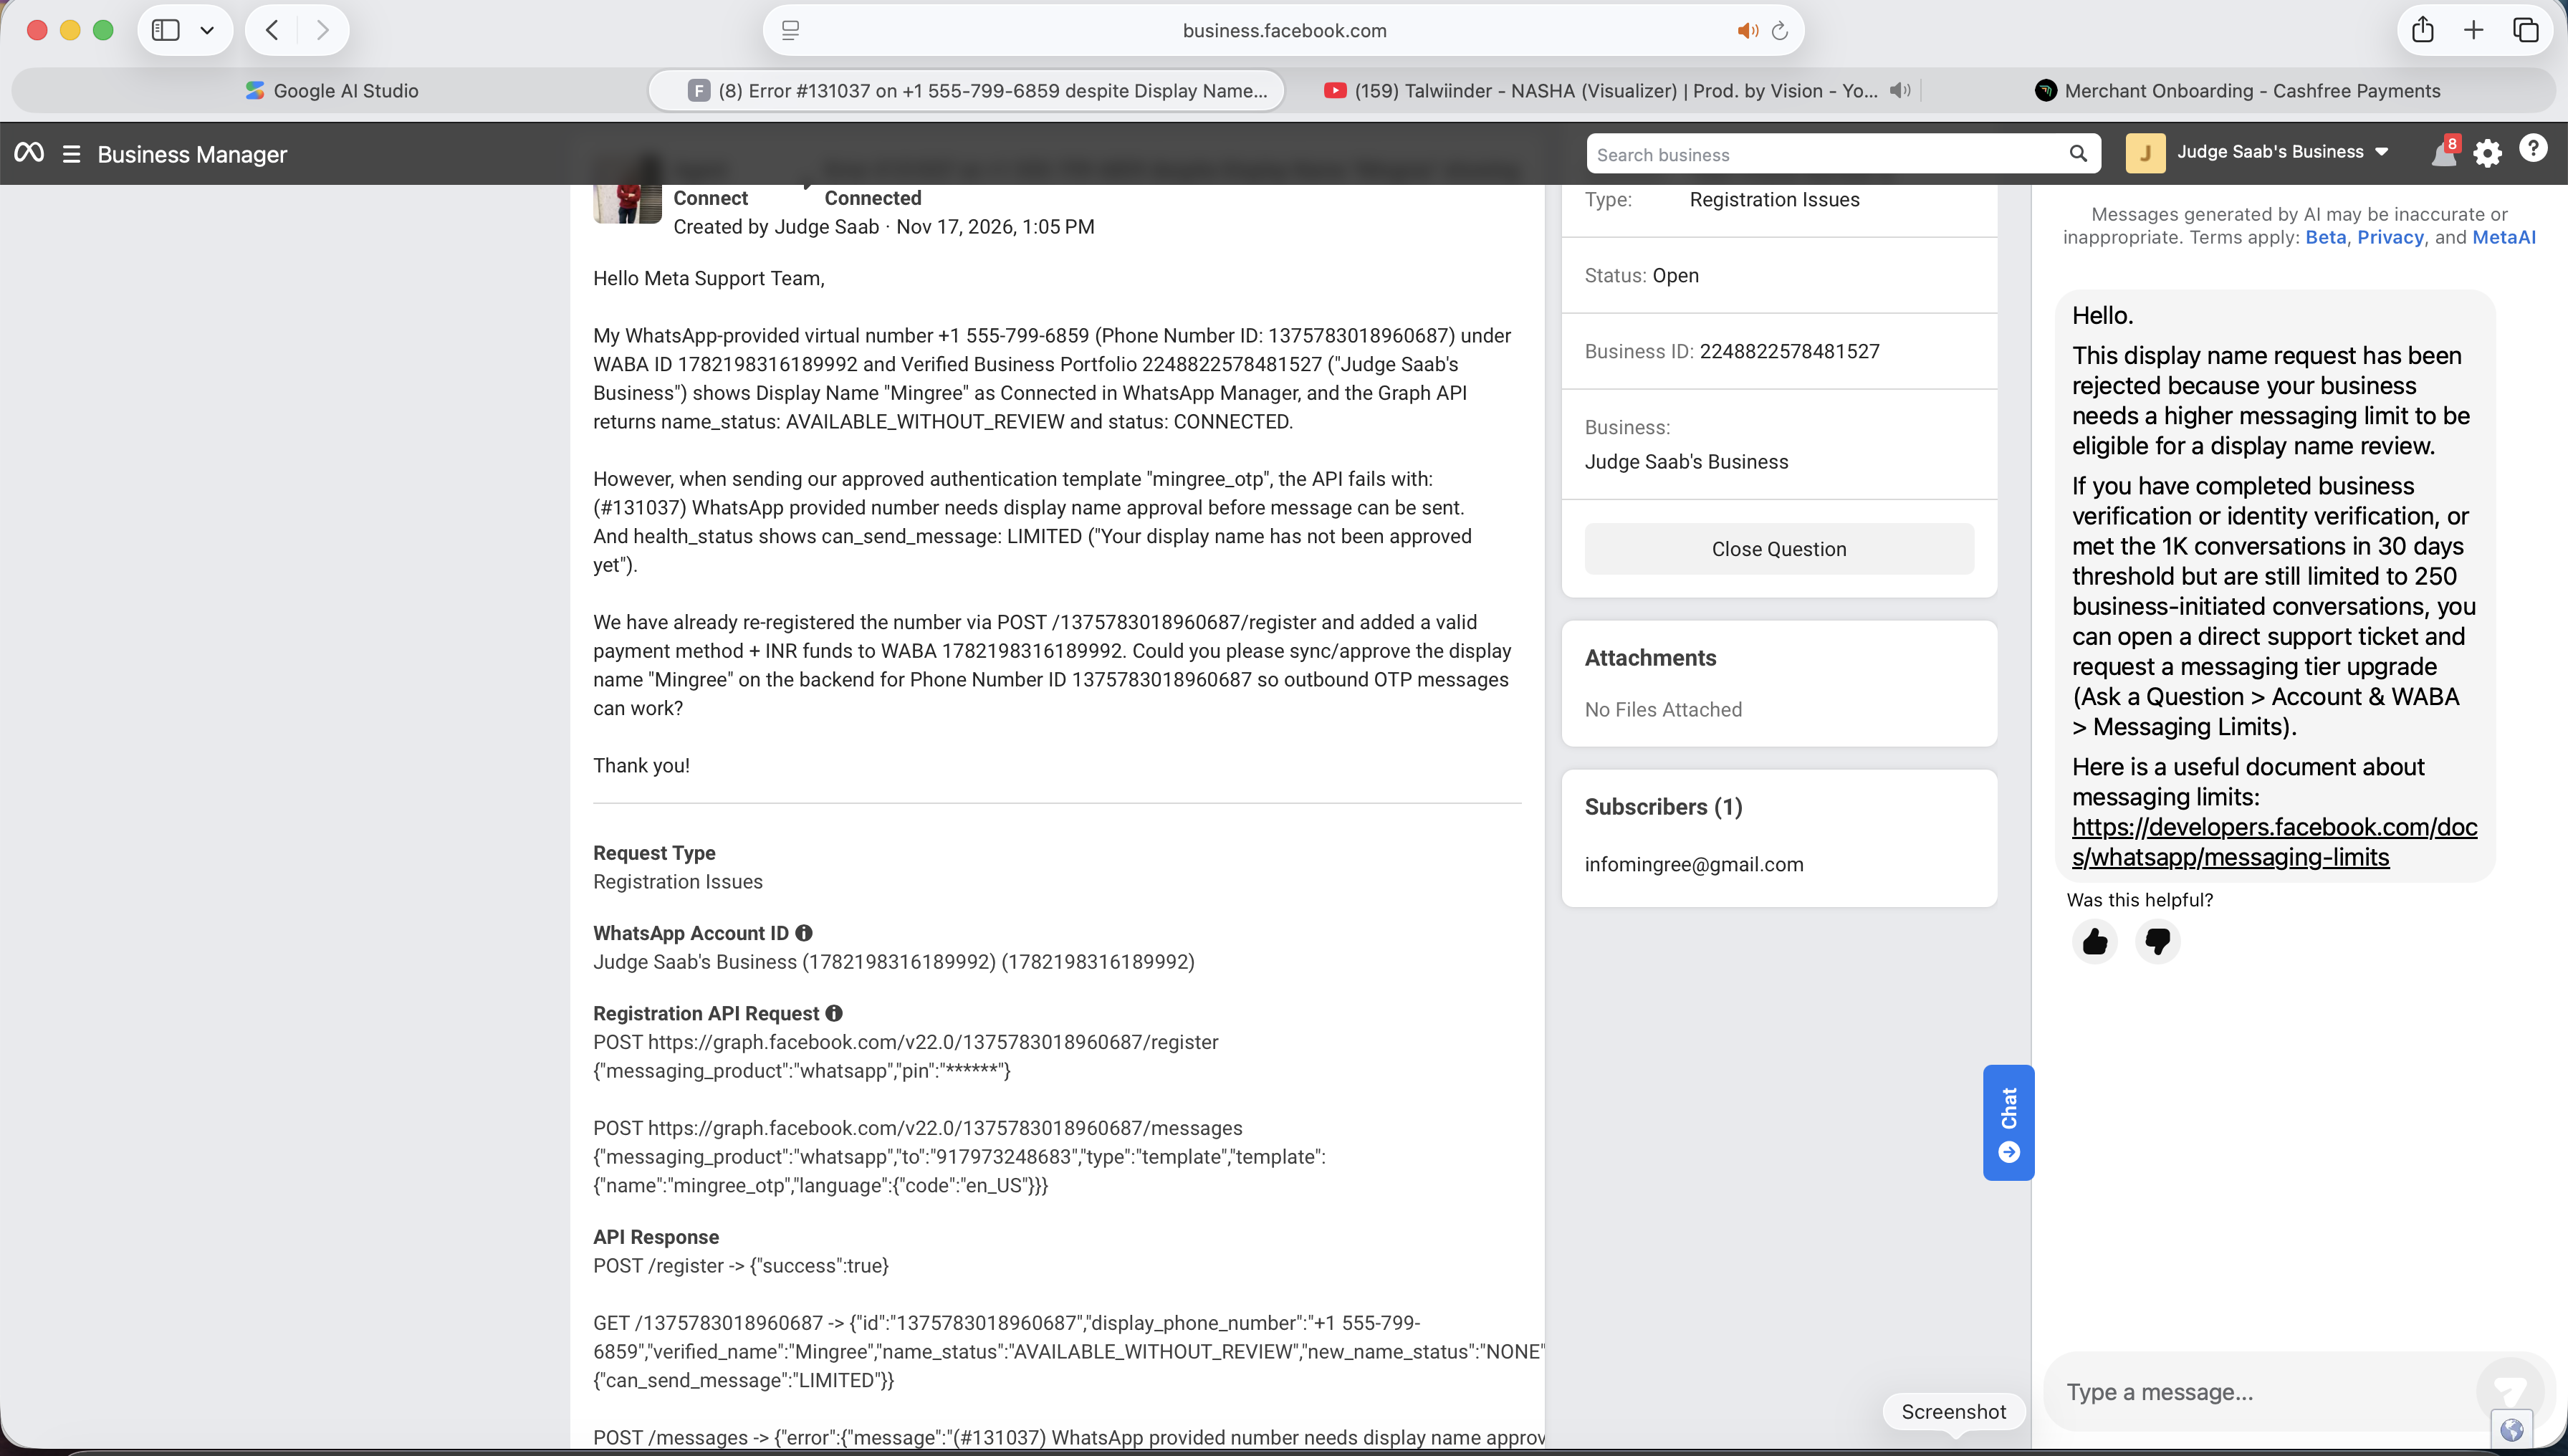 business.facebook.com
Google AI Studio
F (8) Error #131037 on +1 555-799-6859 despite Display Name...
(159) Talwiinder - NASHA (Visualizer) | Prod. by Vision - Yo...
Merchant Onboarding - Cashfree Payments
Business Manager
Search business
J Judge Saab's Business
8
Connect Connected
Created by Judge Saab · Nov 17, 2026, 1:05 PM
Hello Meta Support Team,
My WhatsApp-provided virtual number +1 555-799-6859 (Phone Number ID: 1375783018960687) under
WABA ID 1782198316189992 and Verified Business Portfolio 2248822578481527 ("Judge Saab's
Business") shows Display Name "Mingree" as Connected in WhatsApp Manager, and the Graph API
returns name_status: AVAILABLE_WITHOUT_REVIEW and status: CONNECTED.
However, when sending our approved authentication template "mingree_otp", the API fails with:
(#131037) WhatsApp provided number needs display name approval before message can be sent.
And health_status shows can_send_message: LIMITED ("Your display name has not been approved
yet").
We have already re-registered the number via POST /1375783018960687/register and added a valid
payment method + INR funds to WABA 1782198316189992. Could you please sync/approve the display
name "Mingree" on the backend for Phone Number ID 1375783018960687 so outbound OTP messages
can work?
Thank you!
Request Type
Registration Issues
WhatsApp Account ID
Judge Saab's Business (1782198316189992) (1782198316189992)
Registration API Request
POST https://graph.facebook.com/v22.0/1375783018960687/register
{"messaging_product":"whatsapp","pin":"******"}
POST https://graph.facebook.com/v22.0/1375783018960687/messages
{"messaging_product":"whatsapp","to":"917973248683","type":"template","template":
{"name":"mingree_otp","language":{"code":"en_US"}}}
API Response
POST /register -> {"success":true}
GET /1375783018960687 -> {"id":"1375783018960687","display_phone_number":"+1 555-799-
6859","verified_name":"Mingree","name_status":"AVAILABLE_WITHOUT_REVIEW","new_name_status":"NONE"
{"can_send_message":"LIMITED"}}
POST /messages -> {"error":{"message":"(#131037) WhatsApp provided number needs display name approv
Type: Registration Issues
Status: Open
Business ID: 2248822578481527
Business:
Judge Saab's Business
Close Question
Attachments
No Files Attached
Subscribers (1)
infomingree@gmail.com
Chat
Screenshot
Messages generated by AI may be inaccurate or
inappropriate. Terms apply: Beta, Privacy, and MetaAI
Hello.
This display name request has been
rejected because your business
needs a higher messaging limit to be
eligible for a display name review.
If you have completed business
verification or identity verification, or
met the 1K conversations in 30 days
threshold but are still limited to 250
business-initiated conversations, you
can open a direct support ticket and
request a messaging tier upgrade
(Ask a Question > Account & WABA
> Messaging Limits).
Here is a useful document about
messaging limits:
https://developers.facebook.com/doc
s/whatsapp/messaging-limits
Was this helpful?
Type a message...